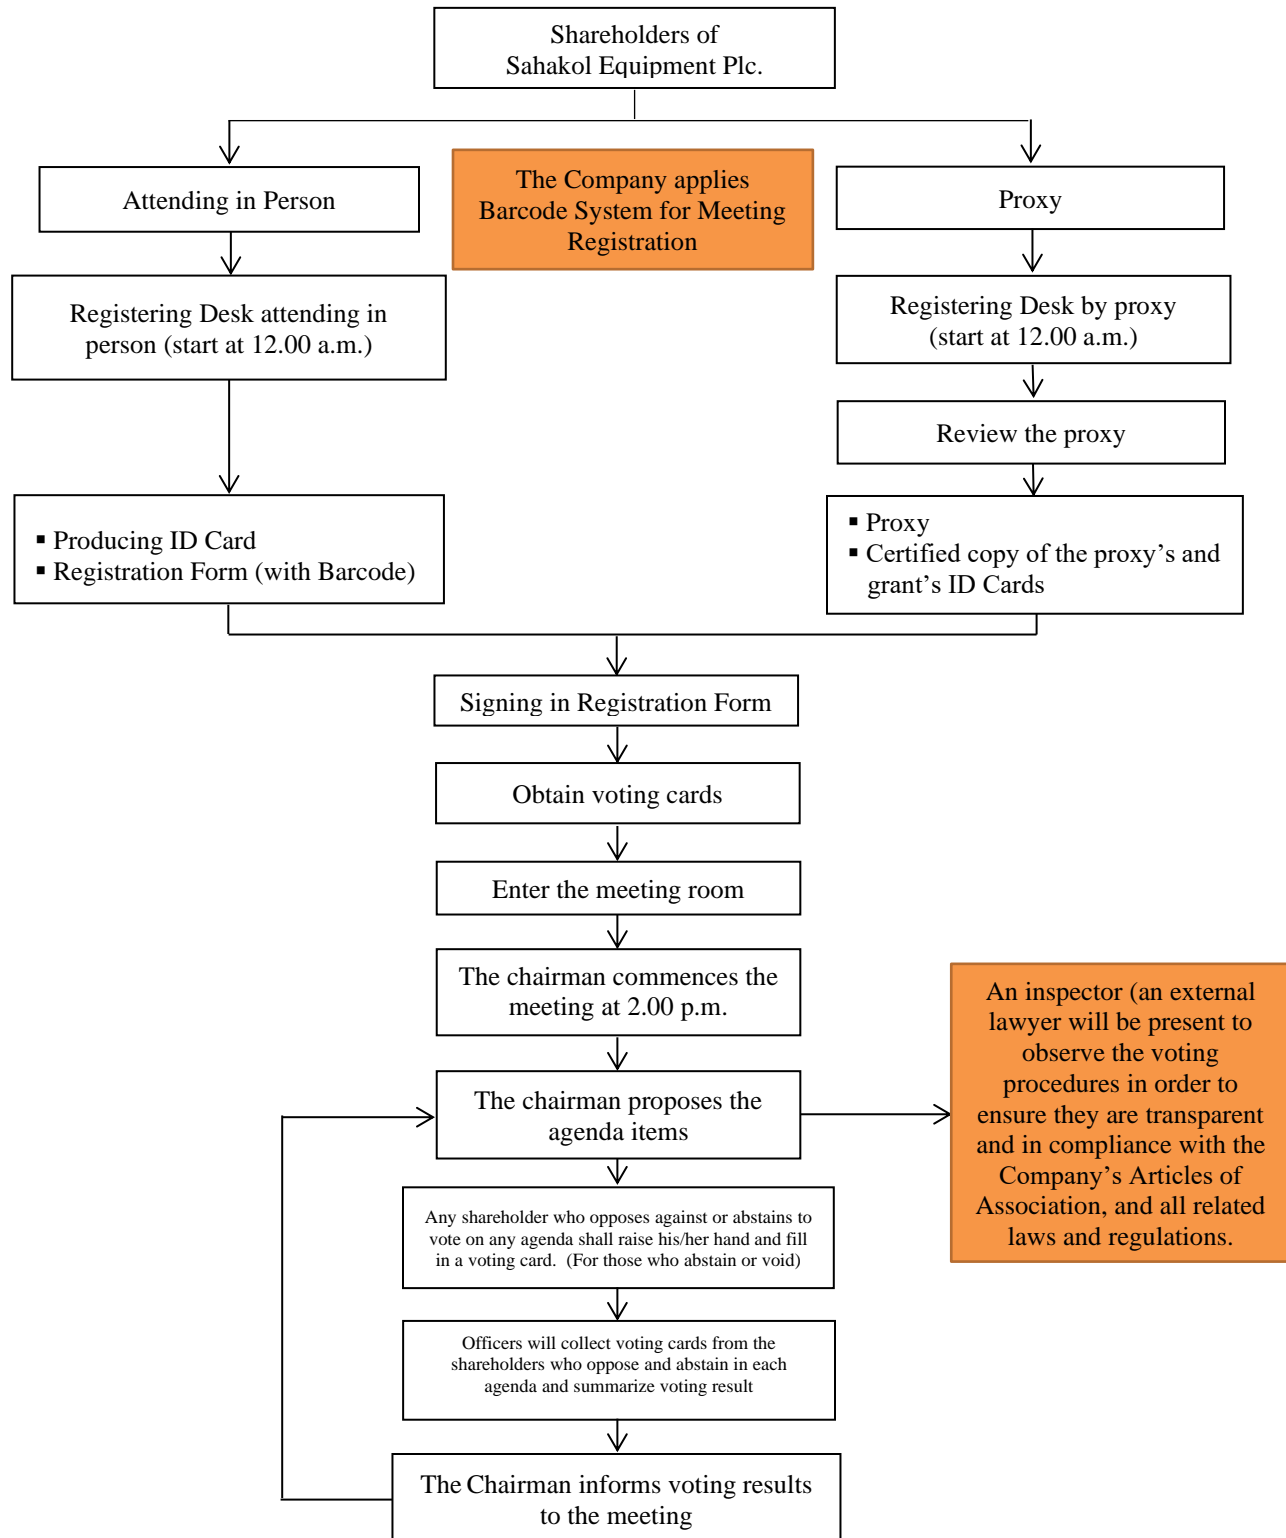 Shareholders of
Sahakol Equipment Plc.
Attending in Person
The Company applies
Barcode System for Meeting
Registration
Proxy
Registering Desk attending in
person (start at 12.00 a.m.)
Registering Desk by proxy
(start at 12.00 a.m.)
Review the proxy
▪ Producing ID Card
▪ Registration Form (with Barcode)
▪ Proxy
▪ Certified copy of the proxy’s and
grant’s ID Cards
Signing in Registration Form
Obtain voting cards
Enter the meeting room
The chairman commences the
meeting at 2.00 p.m.
The chairman proposes the
agenda items
An inspector (an external
lawyer will be present to
observe the voting
procedures in order to
ensure they are transparent
and in compliance with the
Company’s Articles of
Association, and all related
laws and regulations.
Any shareholder who opposes against or abstains to
vote on any agenda shall raise his/her hand and fill
in a voting card. (For those who abstain or void)
Officers will collect voting cards from the
shareholders who oppose and abstain in each
agenda and summarize voting result
The Chairman informs voting results
to the meeting